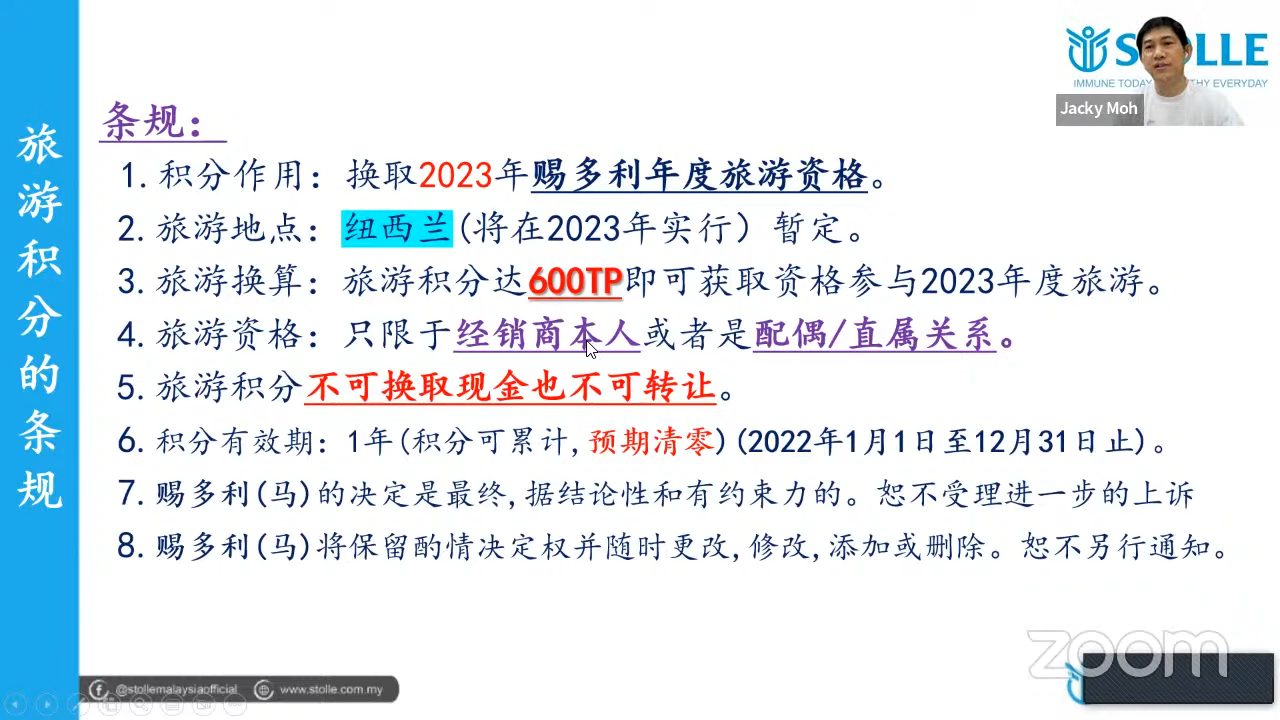 旅游积分的条规
条规：
1. 积分作用：换取2023年赐多利年度旅游资格。
2. 旅游地点：纽西兰(将在2023年实行）暂定。
3. 旅游换算：旅游积分达600TP即可获取资格参与2023年度旅游。
4. 旅游资格：只限于经销商本人或者是配偶/直属关系。
5. 旅游积分不可换取现金也不可转让。
6. 积分有效期：1年(积分可累计,预期清零)(2022年1月1日至12月31日止)。
7. 赐多利(马)的决定是最终,据结论性和有约束力的。恕不受理进一步的上诉
8. 赐多利(马)将保留酌情决定权并随时更改,修改,添加或删除。恕不另行通知。
LLE
IMMUNE TODAY
THY EVERYDAY
Jacky Moh
zoom
@stollemalaysiaofficial
www.stolle.com.my